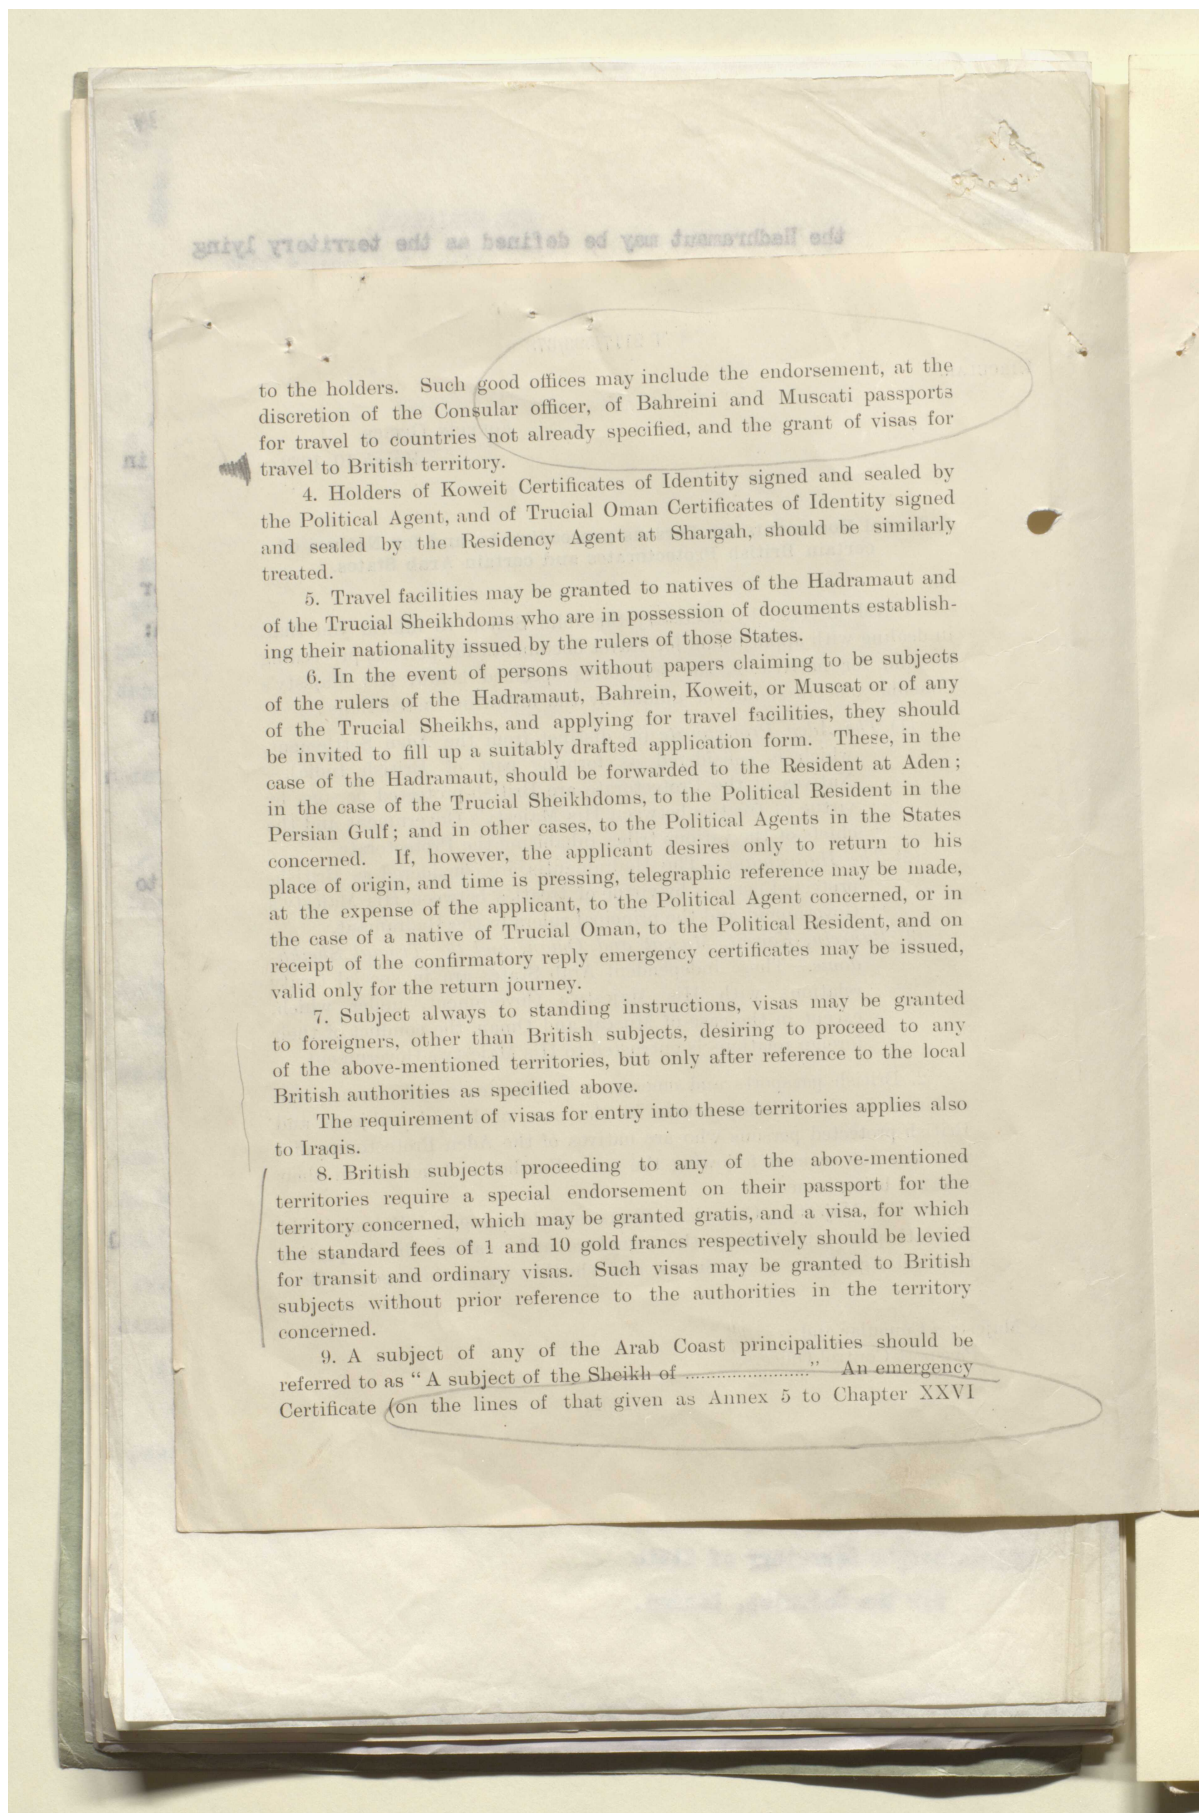 the Hadhramaut may be defined as the territory lying
to the holders. Such good offices may include the endorsement, at the
discretion of the Consular officer, of Bahreini and Muscati passports
for travel to countries not already specified, and the grant of visas for
travel to British territory.
4. Holders of Koweit Certificates of Identity signed and sealed by
the Political Agent, and of Trucial Oman Certificates of Identity signed
and sealed by the Residency Agent at Shargah, should be similarly
treated.
5. Travel facilities may be granted to natives of the Hadramaut and
of the Trucial Sheikhdoms who are in possession of documents establish-
ing their nationality issued by the rulers of those States.
6. In the event of persons without papers claiming to be subjects
of the rulers of the Hadramaut, Bahrein, Koweit, or Muscat or of any
of the Trucial Sheikhs, and applying for travel facilities, they should
be invited to fill up a suitably drafted application form. These, in the
case of the Hadramaut, should be forwarded to the Resident at Aden;
in the case of the Trucial Sheikhdoms, to the Political Resident in the
Persian Gulf; and in other cases, to the Political Agents in the States
concerned. If, however, the applicant desires only to return to his
place of origin, and time is pressing, telegraphic reference may be made,
at the expense of the applicant, to the Political Agent concerned, or in
the case of a native of Trucial Oman, to the Political Resident, and on
receipt of the confirmatory reply emergency certificates may be issued,
valid only for the return journey.
7. Subject always to standing instructions, visas may be granted
to foreigners, other than British subjects, desiring to proceed to any
of the above-mentioned territories, but only after reference to the local
British authorities as specified above.
The requirement of visas for entry into these territories applies also
to Iraqis.
8. British subjects proceeding to any of the above-mentioned
territories require a special endorsement on their passport for the
territory concerned, which may be granted gratis, and a visa, for which
the standard fees of 1 and 10 gold francs respectively should be levied
for transit and ordinary visas. Such visas may be granted to British
subjects without prior reference to the authorities in the territory
concerned.
9. A subject of any of the Arab Coast principalities should be
referred to as "A subject of the Sheikh of ........................" An emergency
Certificate (on the lines of that given as Annex 5 to Chapter XXVI